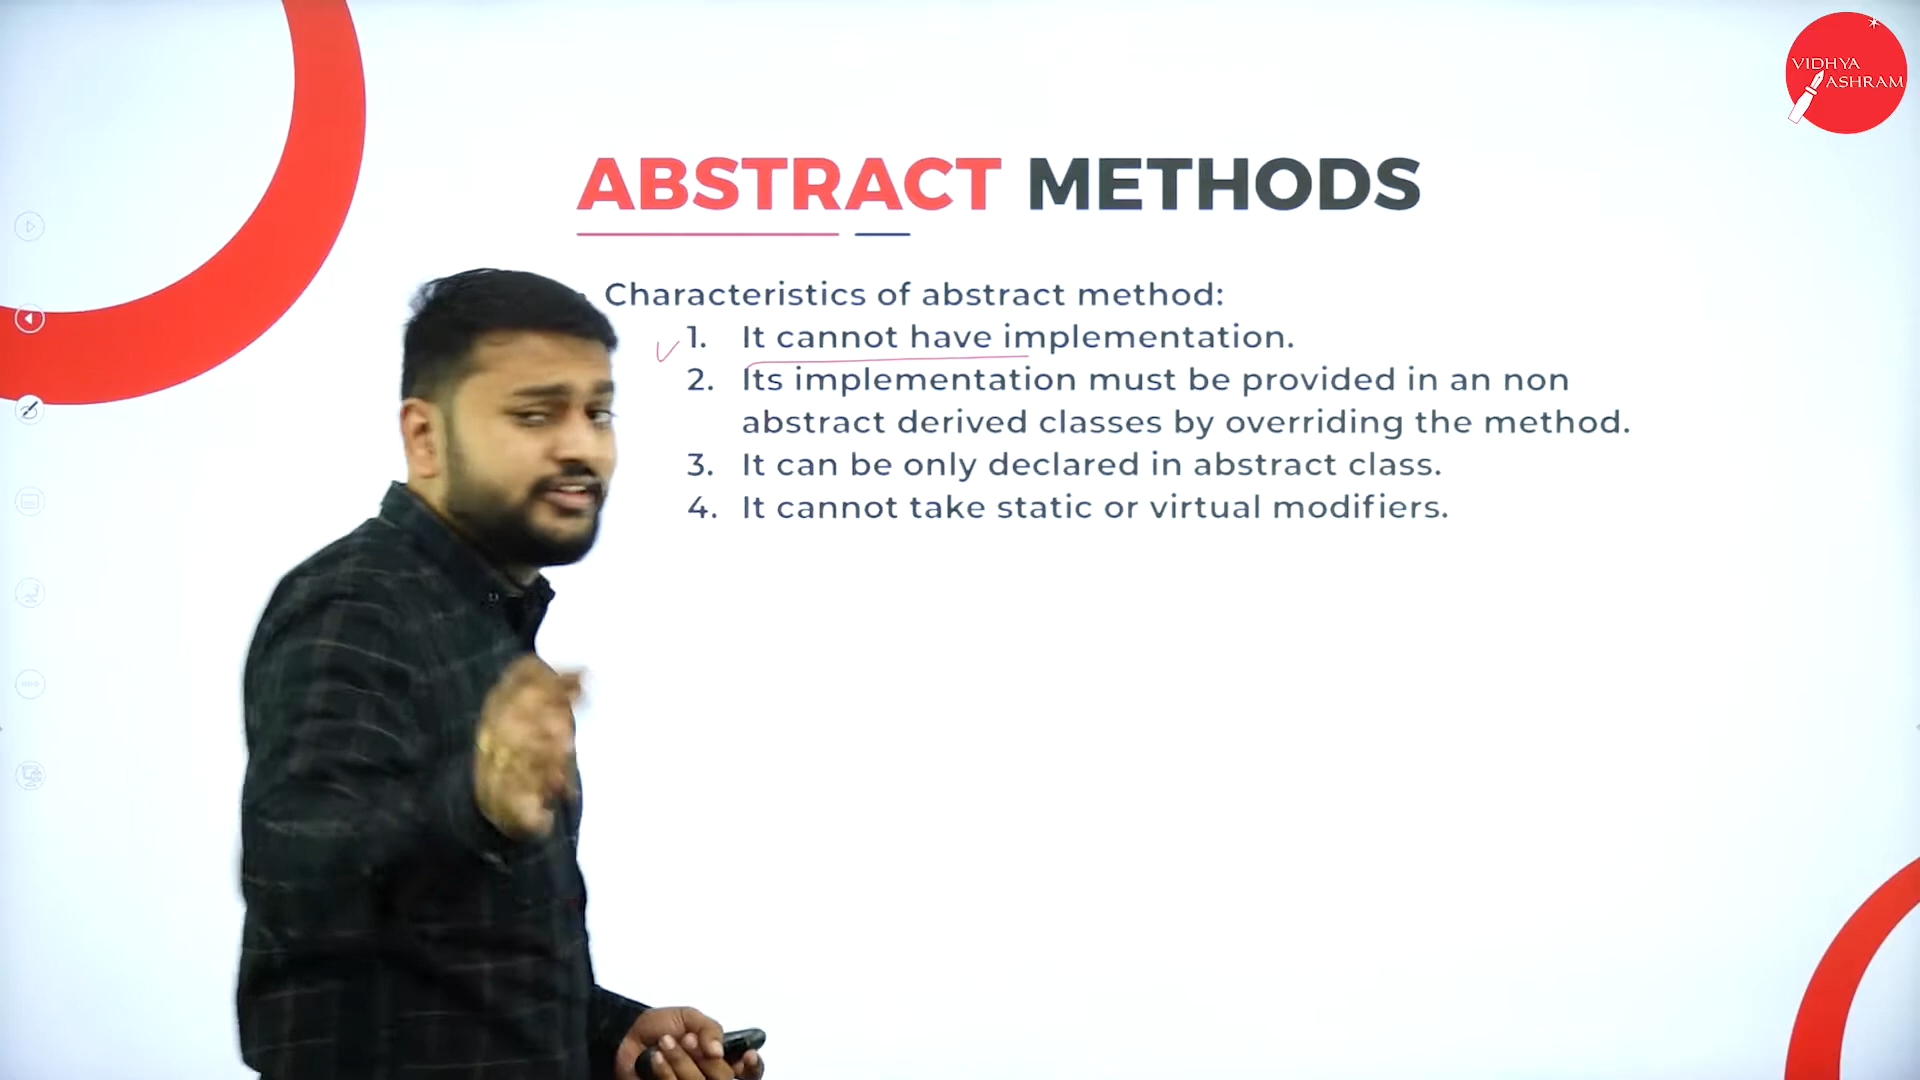 VIDHYA
ASHRAM
ABSTRACT METHODS
Characteristics of abstract method:
1. It cannot have implementation.
2. Its implementation must be provided in an non
abstract derived classes by overriding the method.
3. It can be only declared in abstract class.
4. It cannot take static or virtual modifiers.